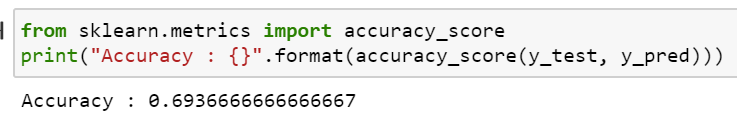 from sklearn.metrics import accuracy_score
print("Accuracy : {}".format(accuracy_score(y_test, y_pred)))
Accuracy : 0.6936666666666667